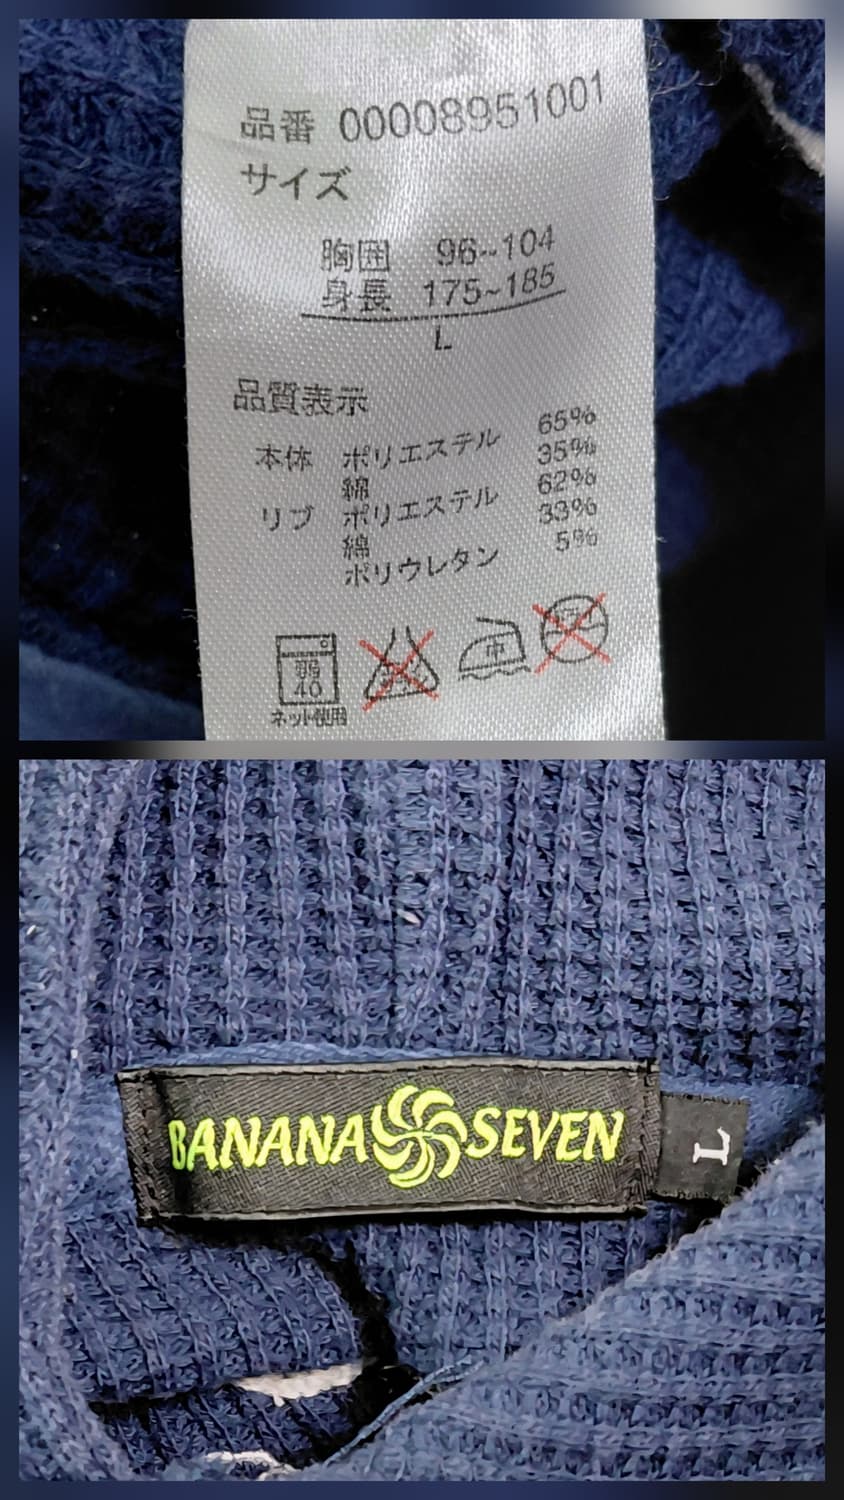 品番 00008951001
サイズ
胸囲 96~104
身長 175~185
L
品質表示
本体 ポリエステル 65%
綿 35%
リブ ポリエステル 62%
綿 33%
ポリウレタン 5%
弱
40
中
ネット使用
BANANA SEVEN
L